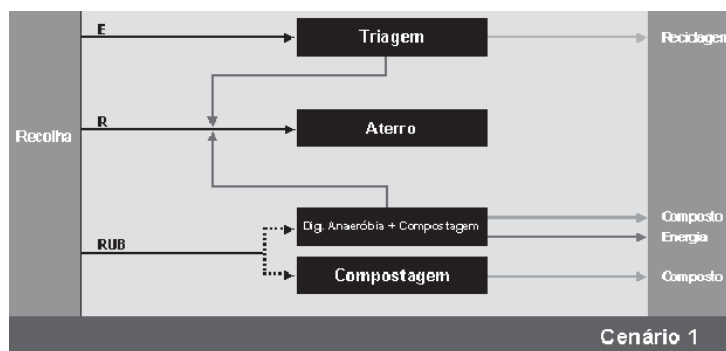 E
Triagem
Reciclagem
Recolha
R
Aterro
Dig. Anaeróbia + Compostagem
Composto
Energia
RUB
Compostagem
Composto
Cenário 1